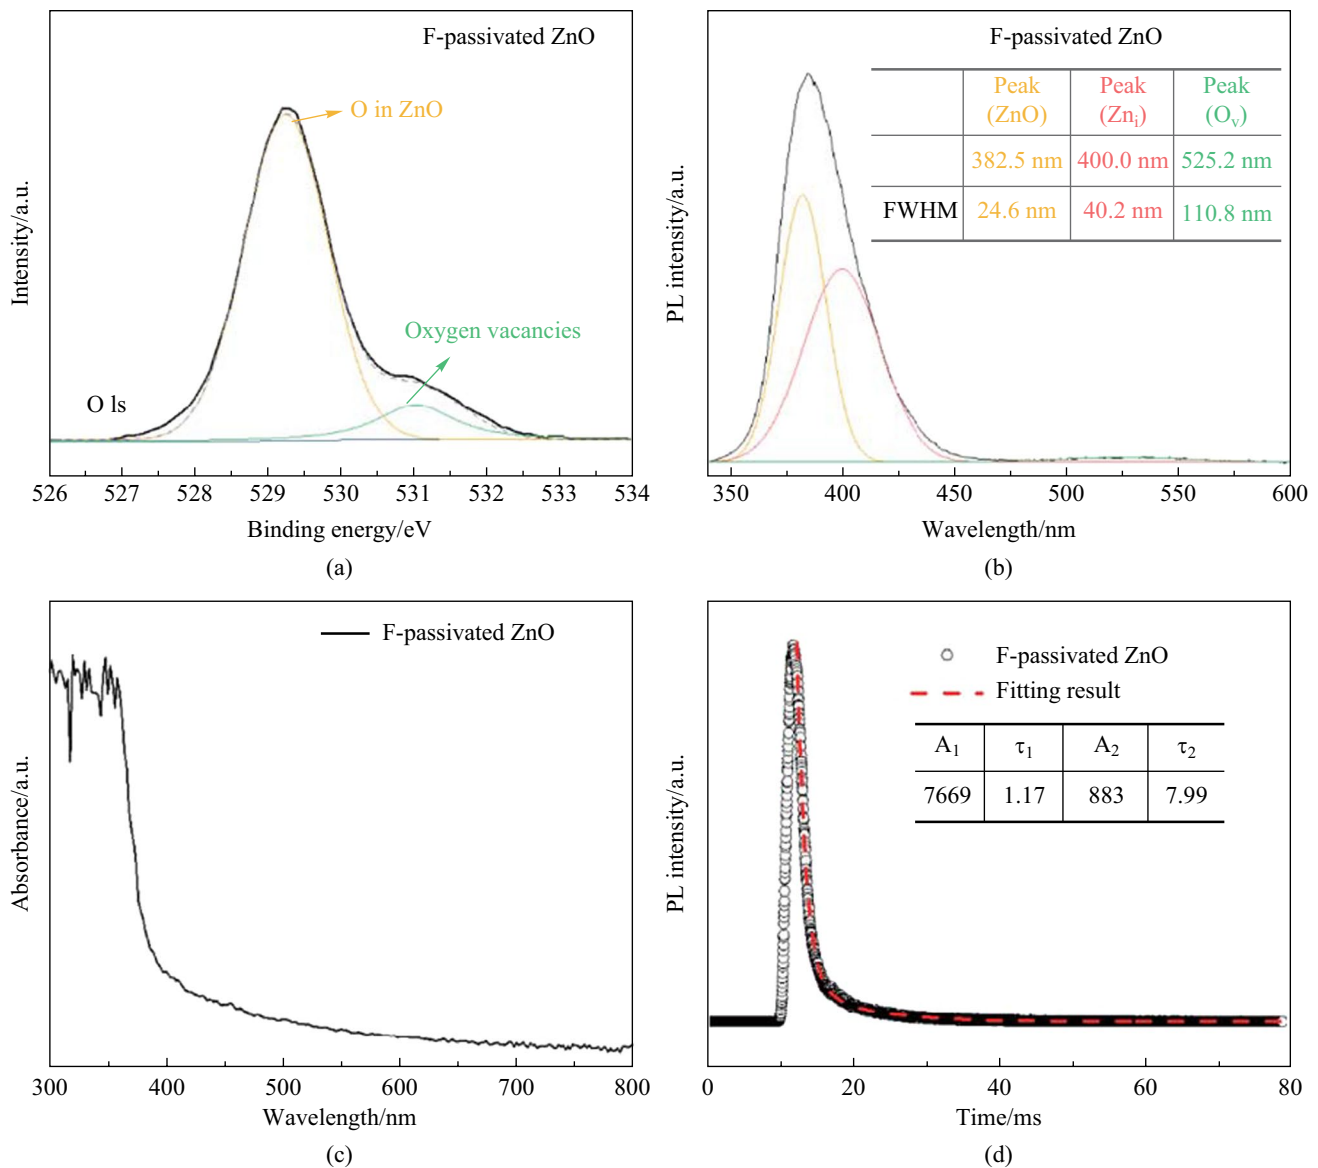 F-passivated ZnO
O in ZnO
Oxygen vacancies
O ls
Intensity/a.u.
526 527 528 529 530 531 532 533 534
Binding energy/eV
(a)
F-passivated ZnO
Peak (ZnO) Peak (Zni) Peak (Ov)
382.5 nm 400.0 nm 525.2 nm
FWHM 24.6 nm 40.2 nm 110.8 nm
PL intensity/a.u.
350 400 450 500 550 600
Wavelength/nm
(b)
F-passivated ZnO
Absorbance/a.u.
300 400 500 600 700 800
Wavelength/nm
(c)
F-passivated ZnO
Fitting result
A1 τ1 A2 τ2
7669 1.17 883 7.99
PL intensity/a.u.
0 20 40 60 80
Time/ms
(d)